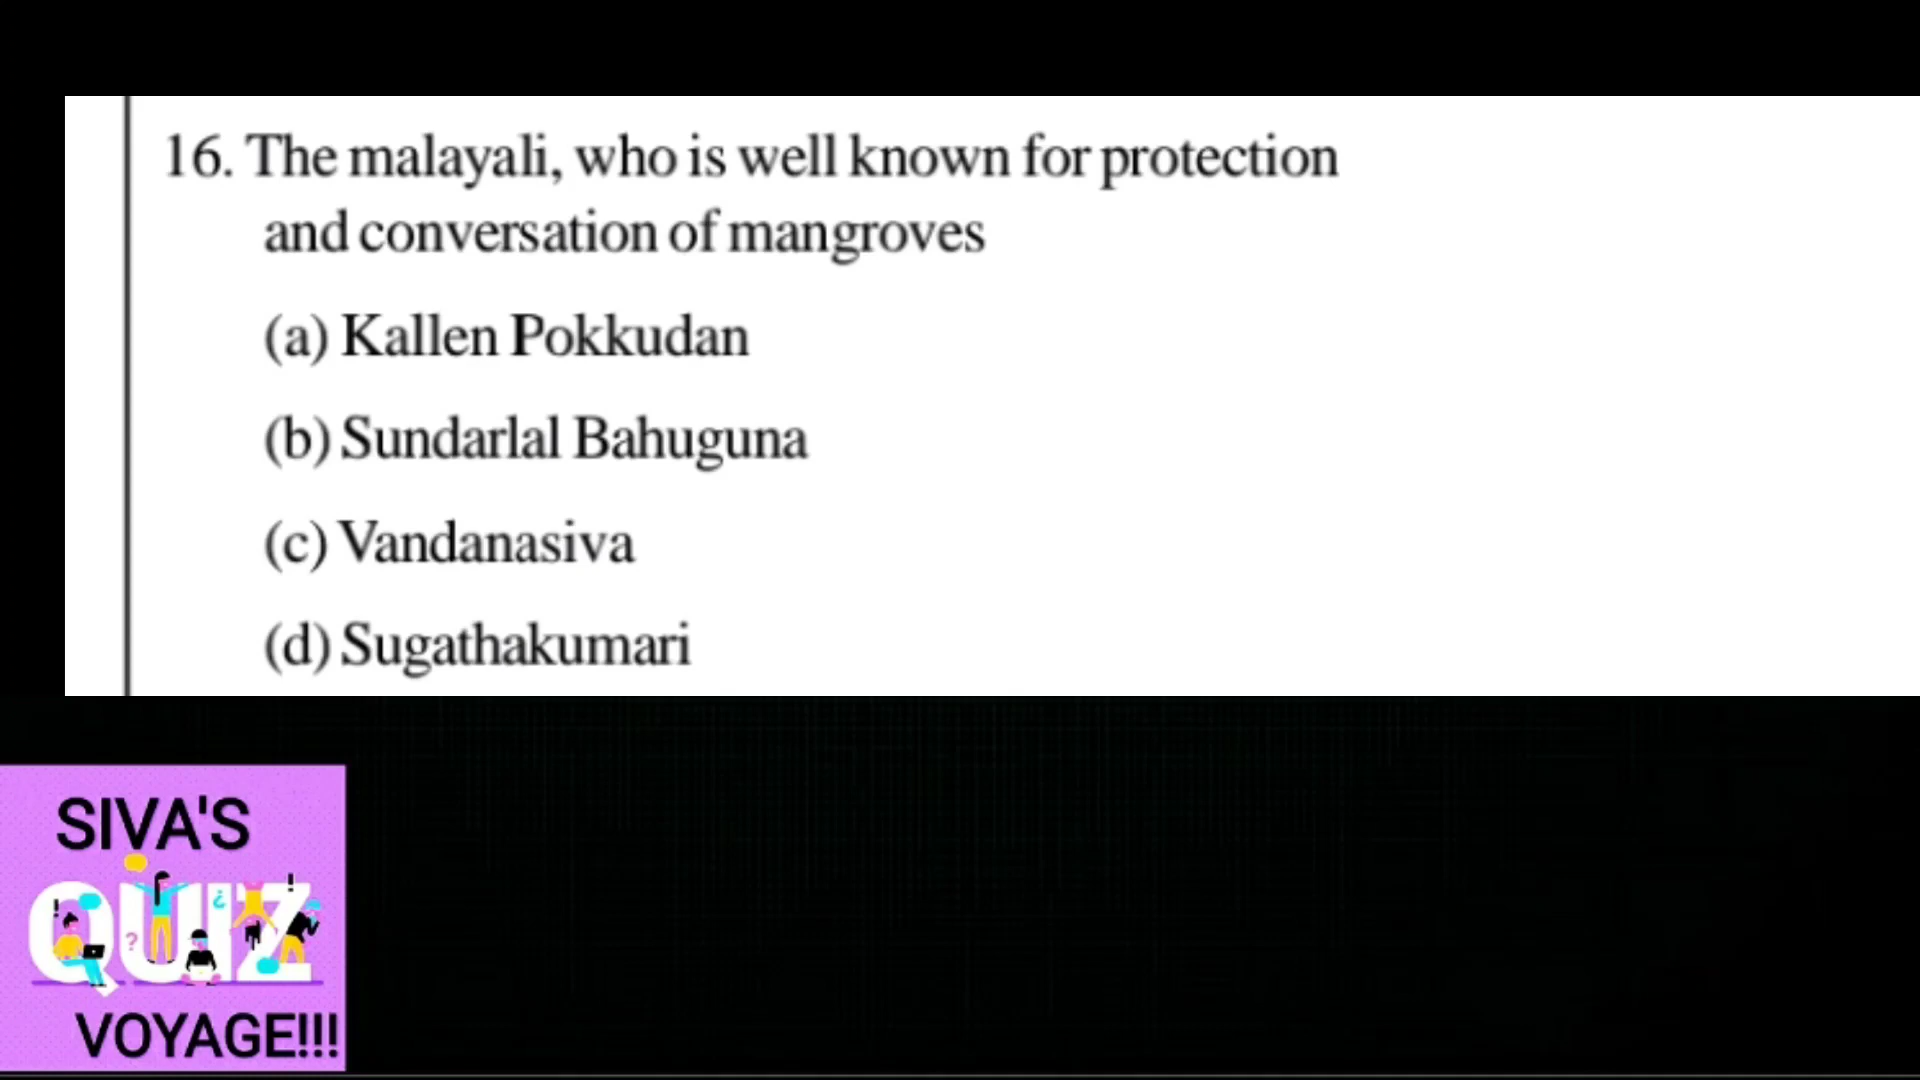 16. The malayali, who is well known for protection
and conversation of mangroves
(a) Kallen Pokkudan
(b) Sundarlal Bahuguna
(c) Vandanasiva
(d) Sugathakumari
SIVA'S
QUIZ
VOYAGE!!!